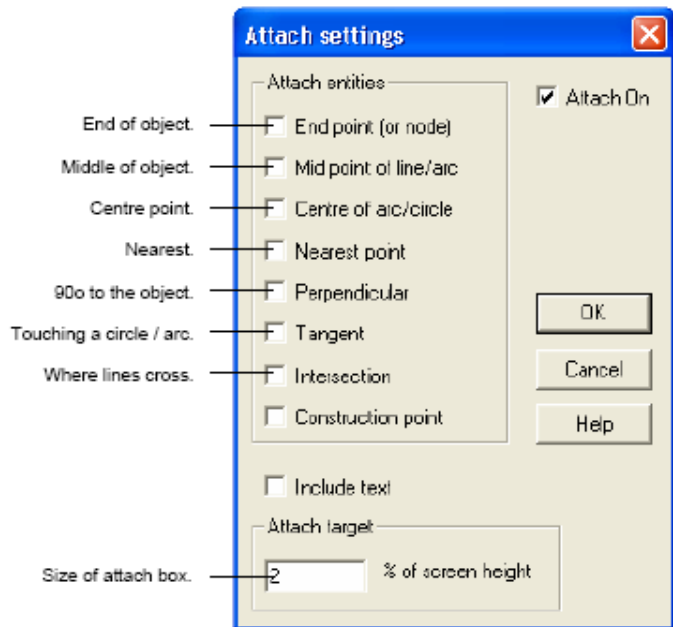 Attach settings
Attach entities
Attach On
End of object.
End point (or node)
Middle of object.
Mid point of line/arc
Centre point.
Centre of arc/circle
Nearest.
Nearest point
90o to the object.
Perpendicular
Touching a circle / arc.
Tangent
Where lines cross.
Intersection
Construction point
OK
Cancel
Help
Include text
Attach target
Size of attach box.
2
% of screen height